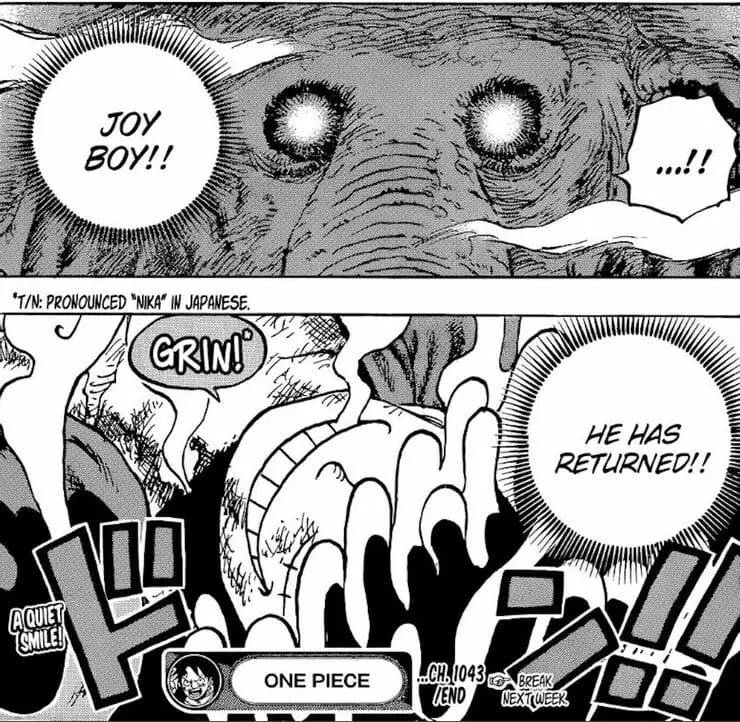 JOY
BOY!!
...!!
*T/N: PRONOUNCED "NIKA" IN JAPANESE.
GRIN!*
HE HAS
RETURNED!!
ドン!!
A QUIET
SMILE!
ONE PIECE
...CH. 1043
/END
☞ BREAK
NEXT WEEK